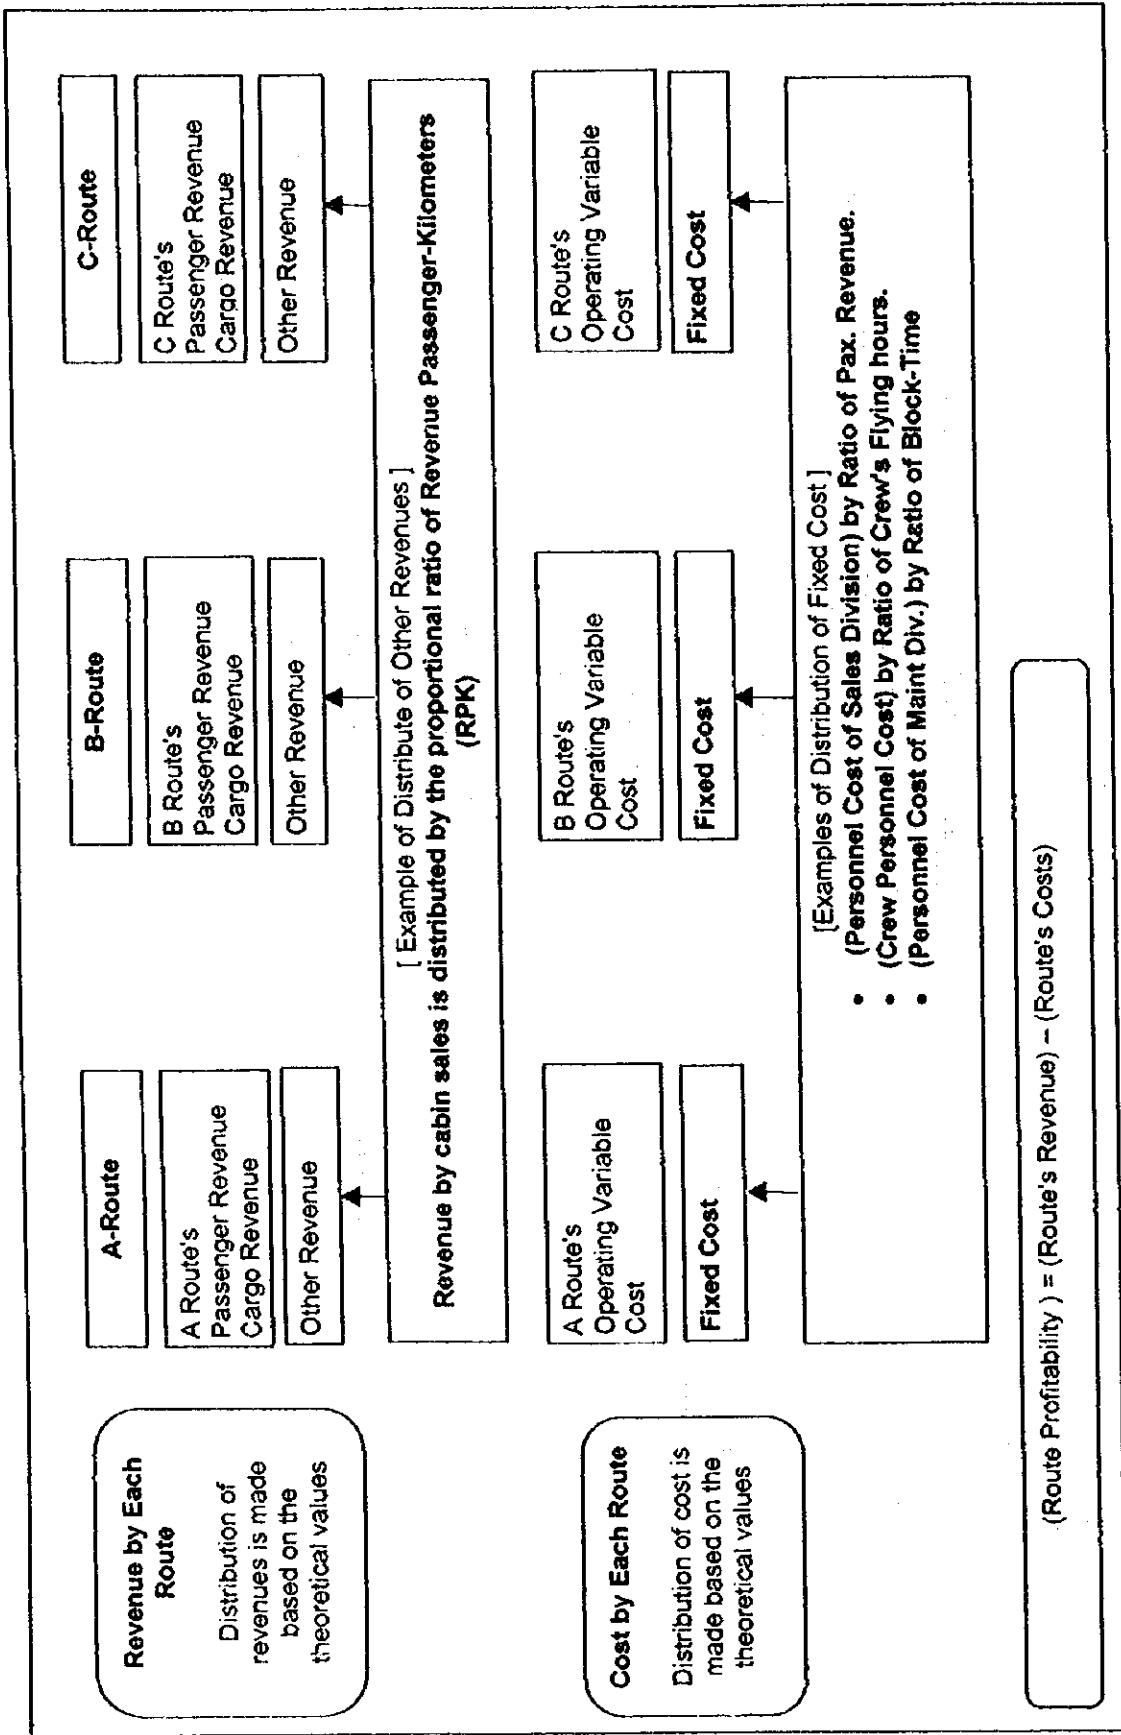 Revenue by Each
Route
Distribution of
revenues is made
based on the
theoretical values
A-Route
B-Route
C-Route
A Route's
Passenger Revenue
Cargo Revenue
B Route's
Passenger Revenue
Cargo Revenue
C Route's
Passenger Revenue
Cargo Revenue
Other Revenue
Other Revenue
Other Revenue
[ Example of Distribute of Other Revenues ]
Revenue by cabin sales is distributed by the proportional ratio of Revenue Passenger-Kilometers
(RPK)
Cost by Each Route
Distribution of cost is
made based on the
theoretical values
A Route's
Operating Variable
Cost
B Route's
Operating Variable
Cost
C Route's
Operating Variable
Cost
Fixed Cost
Fixed Cost
Fixed Cost
[Examples of Distribution of Fixed Cost ]
• (Personnel Cost of Sales Division) by Ratio of Pax. Revenue.
• (Crew Personnel Cost) by Ratio of Crew's Flying hours.
• (Personnel Cost of Maint Div.) by Ratio of Block-Time
(Route Profitability ) = (Route's Revenue) – (Route's Costs)